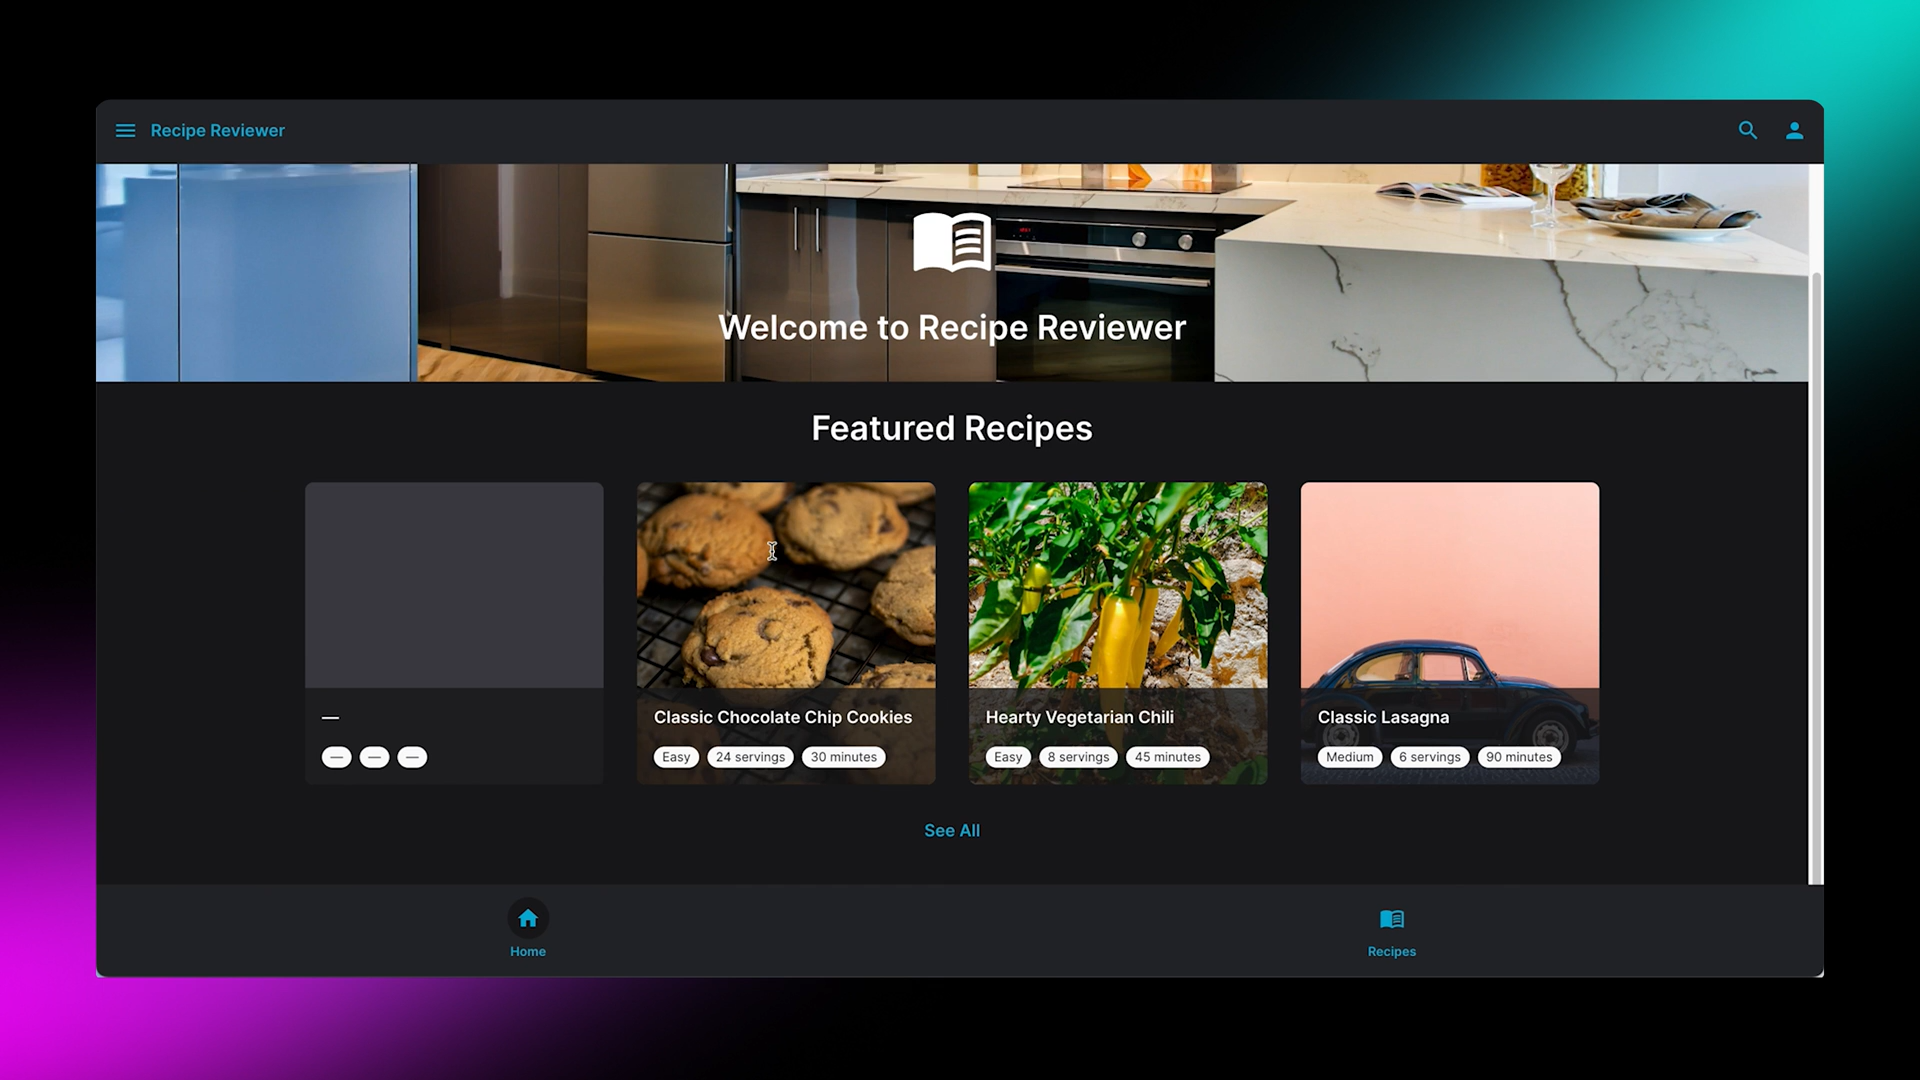 Recipe Reviewer
Welcome to Recipe Reviewer
Featured Recipes
—
— — —
Classic Chocolate Chip Cookies
Easy 24 servings 30 minutes
Hearty Vegetarian Chili
Easy 8 servings 45 minutes
Classic Lasagna
Medium 6 servings 90 minutes
See All
Home
Recipes